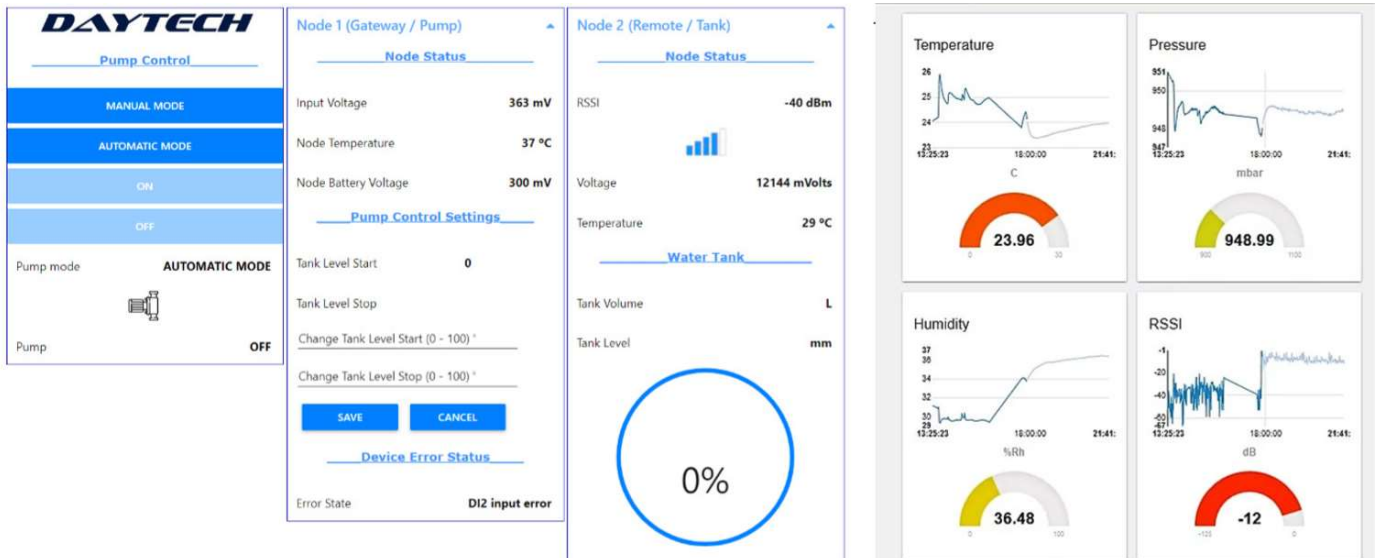 DAYTECH
Pump Control
MANUAL MODE
AUTOMATIC MODE
ON
OFF
Pump mode AUTOMATIC MODE
Pump OFF
Node 1 (Gateway / Pump)
Node Status
Input Voltage 363 mV
Node Temperature 37 ºC
Node Battery Voltage 300 mV
Pump Control Settings
Tank Level Start 0
Tank Level Stop
Change Tank Level Start (0 - 100) *
Change Tank Level Stop (0 - 100) *
SAVE CANCEL
Device Error Status
Error State DI2 input error
Node 2 (Remote / Tank)
Node Status
RSSI -40 dBm
Voltage 12144 mVolts
Temperature 29 ºC
Water Tank
Tank Volume L
Tank Level mm
0%
Temperature
26
25
24
23
13:25:23 18:00:00 21:41:
C
23.96
0 30
Pressure
951
950
948
947
13:25:23 18:00:00 21:41:
mbar
948.99
900 1100
Humidity
37
36
34
32
30
29
13:25:23 18:00:00 21:41:
%Rh
36.48
0 100
RSSI
-1
-20
-40
-60
-67
13:25:23 18:00:00 21:41:
dB
-12
-123 0